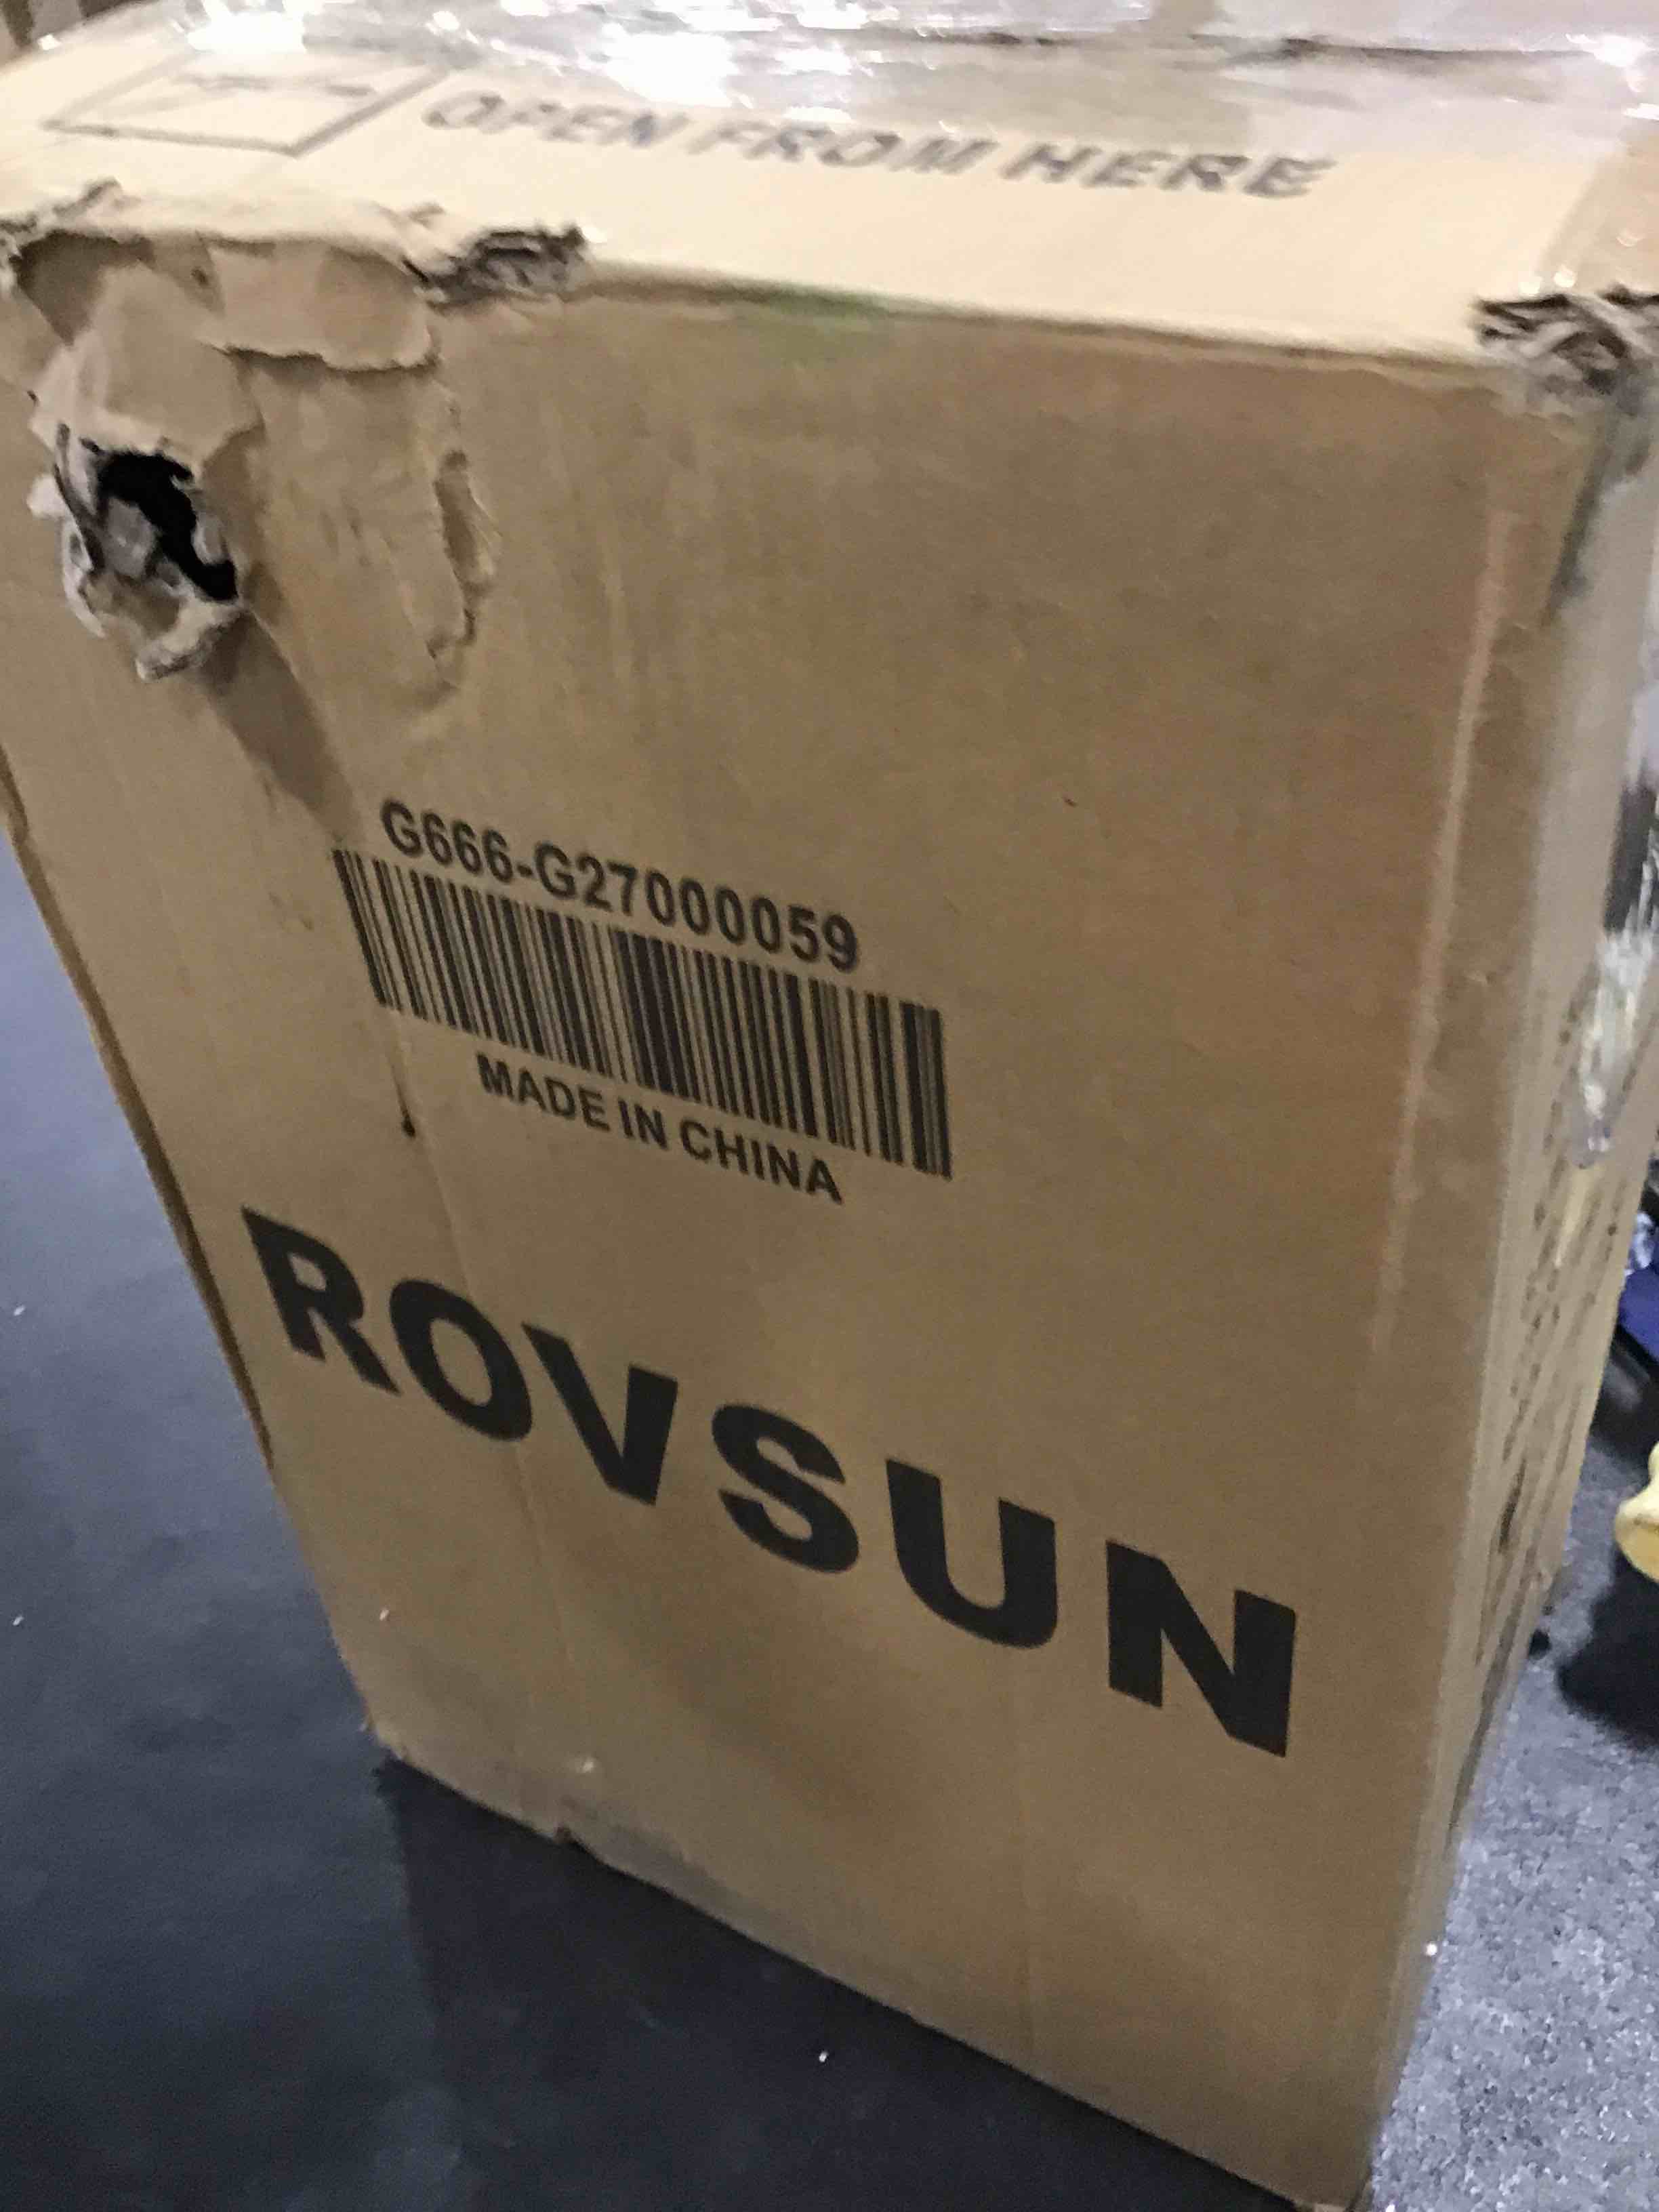 OPEN FROM HERE
G666-G27000059
MADE IN CHINA
ROVSUN